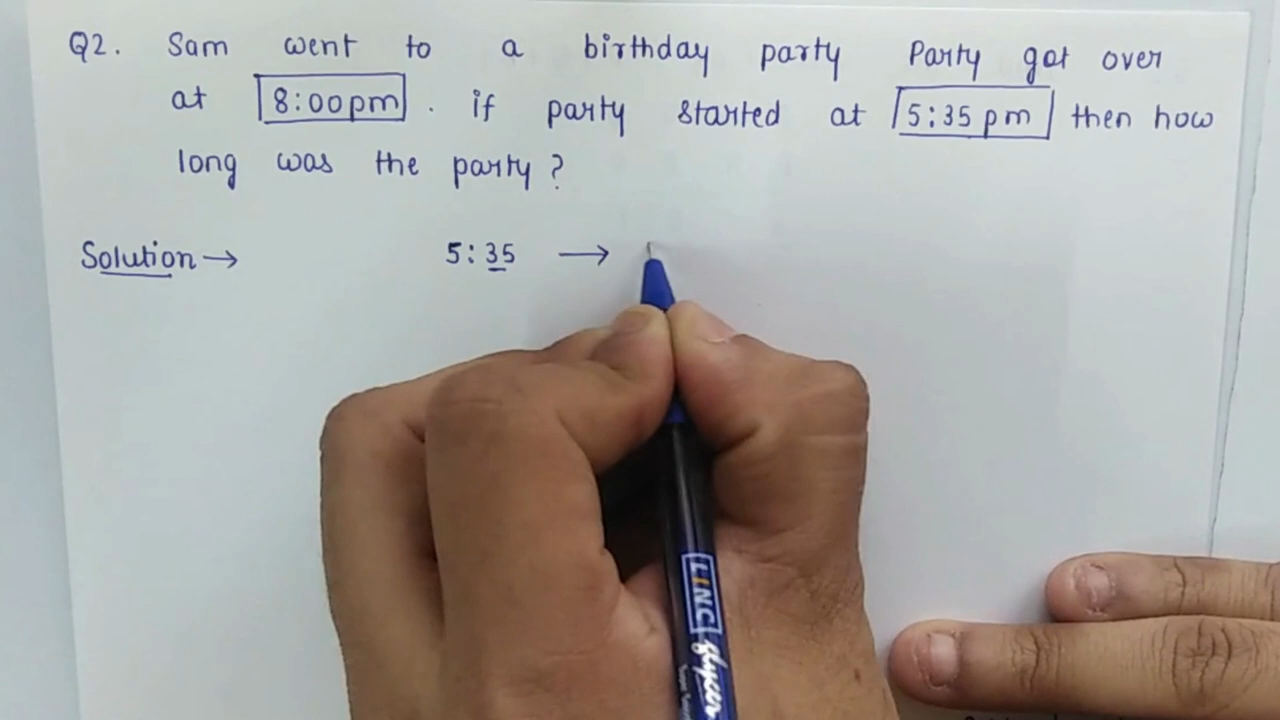 Q2. Sam went to a birthday party Party got over
at 8:00pm . if party started at 5:35 pm then how
long was the party?
Solution → 5:35 →
LINC glycer